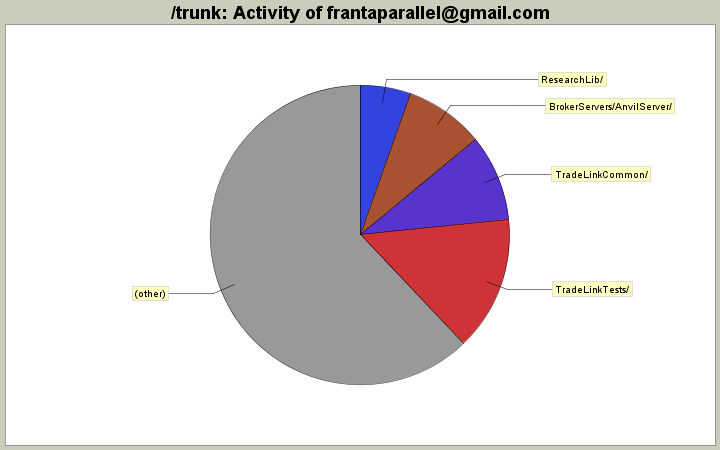 /trunk: Activity of frantaparallel@gmail.com
ResearchLib/
BrokerServers/AnvilServer/
TradeLinkCommon/
TradeLinkTests/
(other)